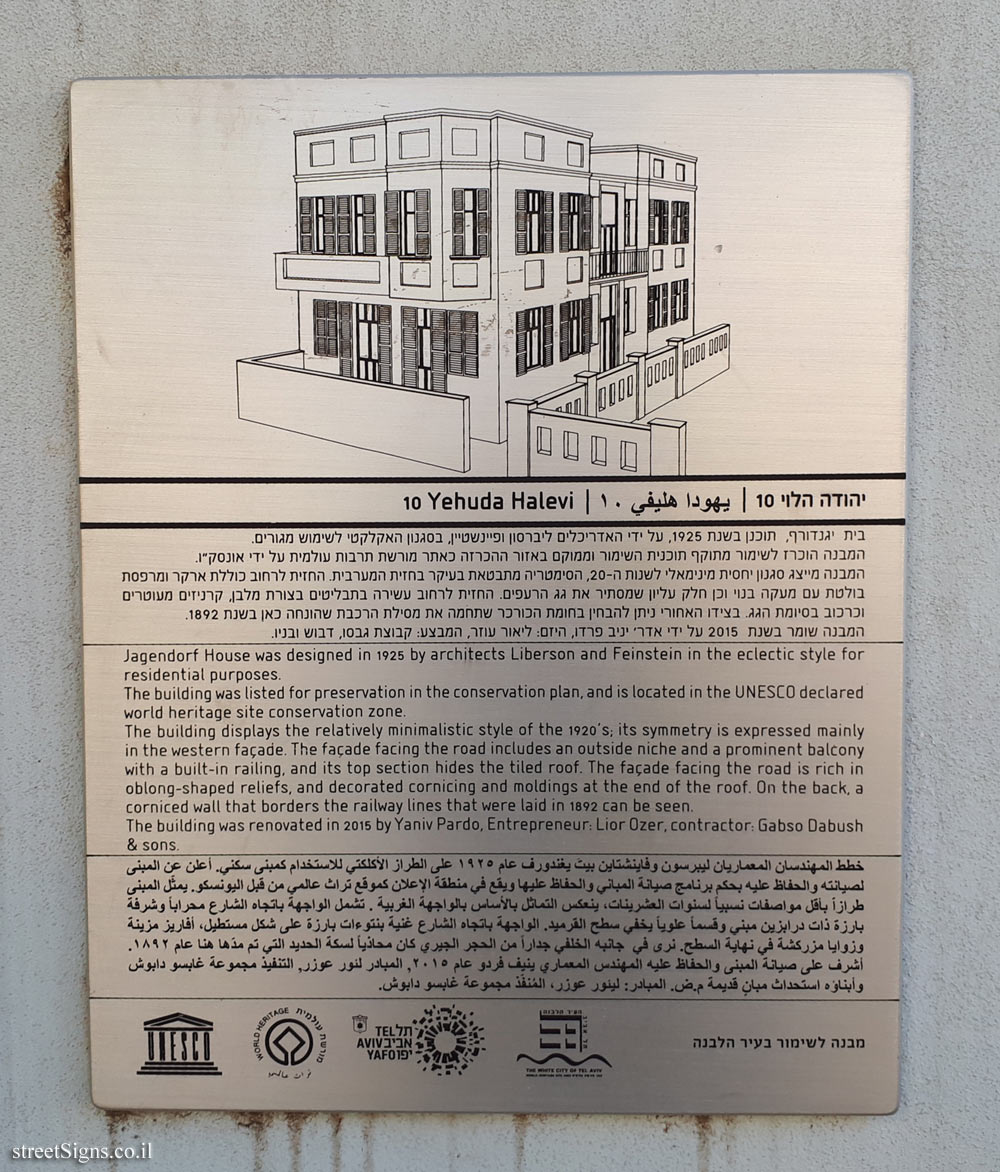 יהודה הלוי 10 | يهودا هليفي ١٠ | 10 Yehuda Halevi
בית יגנדורף, תוכנן בשנת 1925, על ידי האדריכלים ליברסון ופיינשטיין, בסגנון האקלקטי לשימוש מגורים.
המבנה הוכרז לשימור מתוקף תוכנית השימור וממוקם באזור ההכרזה כאתר מורשת תרבות עולמית על ידי אונסק"ו.
המבנה מייצג סגנון יחסית מינימאלי לשנות ה-20, הסימטריה מתבטאת בעיקר בחזית המערבית. החזית לרחוב כוללת ארקר ומרפסת
בולטת עם מעקה בנוי וכן חלק עליון שמסתיר את גג הרעפים. החזית לרחוב עשירה בתבליטים בצורת מלבן, קרניזים מעוטרים
וכרכוב בסיומת הגג. בצידו האחורי ניתן להבחין בחומת הכורכר שתחמה את מסילת הרכבת שהונחה כאן בשנת 1892.
המבנה שומר בשנת 2015 על ידי אדר' יניב פרדו, היזם: ליאור עוזר, המבצע: קבוצת גבסו, דבוש ובניו.
Jagendorf House was designed in 1925 by architects Liberson and Feinstein in the eclectic style for
residential purposes.
The building was listed for preservation in the conservation plan, and is located in the UNESCO declared
world heritage site conservation zone.
The building displays the relatively minimalistic style of the 1920's; its symmetry is expressed mainly
in the western façade. The façade facing the road includes an outside niche and a prominent balcony
with a built-in railing, and its top section hides the tiled roof. The façade facing the road is rich in
oblong-shaped reliefs, and decorated cornicing and moldings at the end of the roof. On the back, a
corniced wall that borders the railway lines that were laid in 1892 can be seen.
The building was renovated in 2015 by Yaniv Pardo, Entrepreneur: Lior Ozer, contractor: Gabso Dabush
& sons.
خطط المهندسان المعماريان ليبرسون وفاينشتاين بيت يغندورف عام ١٩٢٥ على الطراز الأكلكتي للاستخدام كمبنى سكني. أعلن عن المبنى
لصيانته والحفاظ عليه بحكم برنامج صيانة المباني والحفاظ عليها ويقع في منطقة الإعلان كموقع تراث عالمي من قبل اليونسكو. يمثّل المبنى
طرازاً بأقل مواصفات نسبياً لسنوات العشرينات، ينعكس التماثل بالأساس بالواجهة الغربية . تشمل الواجهة باتجاه الشارع محراباً وشرفة
بارزة ذات درابزين مبني وقسماً علوياً يخفي سطح القرميد. الواجهة باتجاه الشارع غنية بنتوءات بارزة على شكل مستطيل، أفاريز مزينة
وزوايا مزركشة في نهاية السطح. نرى في جانبه الخلفي جداراً من الحجر الجيري كان محاذياً لسكة الحديد التي تم مدّها هنا عام ١٨٩٢.
أشرف على صيانة المبنى والحفاظ عليه المهندس المعماري ينيف فردو عام ٢٠١٥, المبادر لنور عوزر, التنفيذ مجموعة غابسو دابوش
وأبناؤه استحداث مبانٍ قديمة م.ض. المبادر: لينور عوزر، المُنفّذ مجموعة غابسو دابوش.
UNESCO
WORLD HERITAGE
מורשת עולמית
תל
TEL
אביב AVIV
יפו YAFO
THE WHITE CITY OF TEL AVIV
מבנה לשימור בעיר הלבנה
streetSigns.co.il